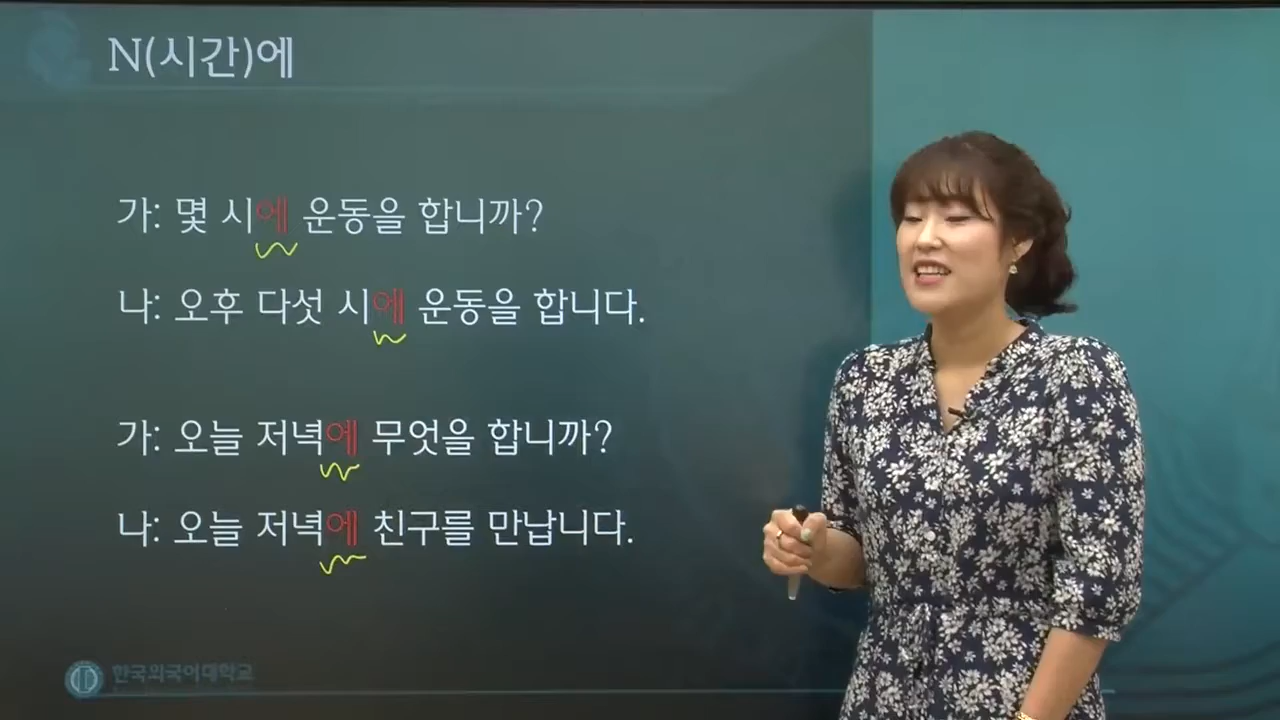 N(시간)에
가: 몇 시에 운동을 합니까?
나: 오후 다섯 시에 운동을 합니다.
가: 오늘 저녁에 무엇을 합니까?
나: 오늘 저녁에 친구를 만납니다.
한국외국어대학교